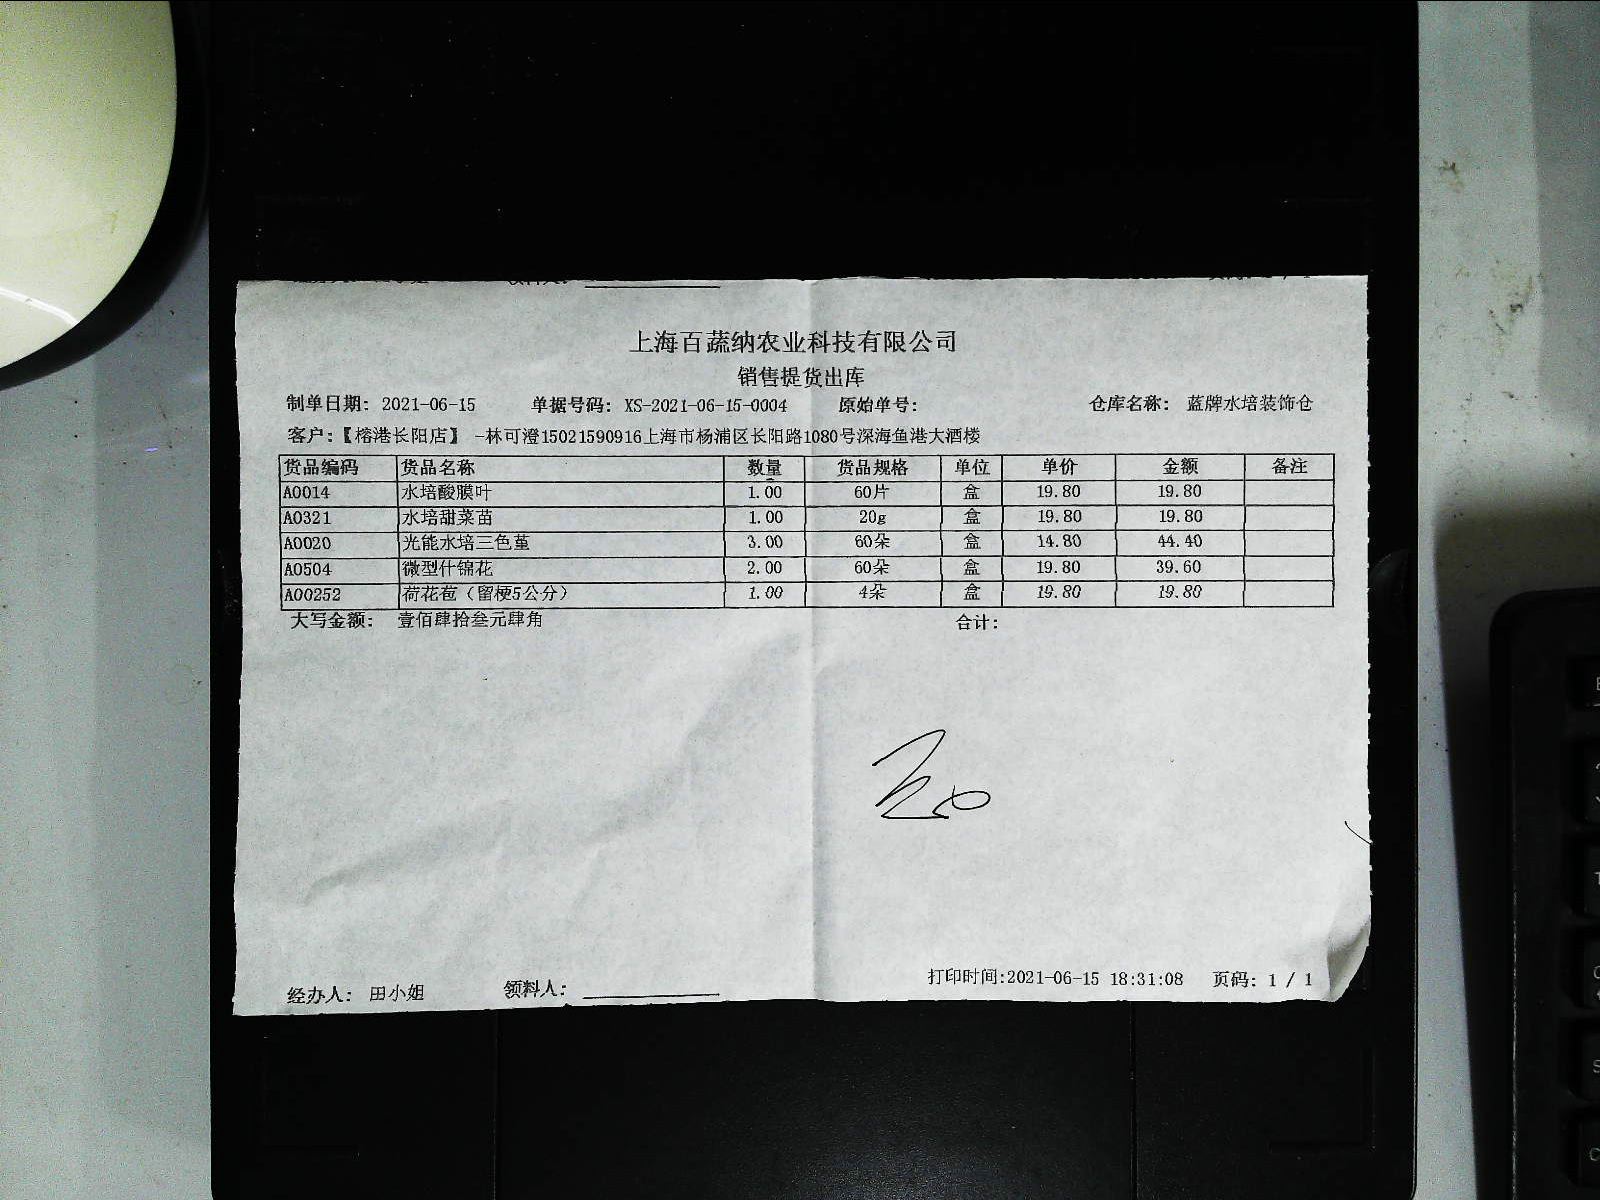 上海百蔬纳农业科技有限公司
销售提货出库
制单日期: 2021-06-15 单据号码: XS-2021-06-15-0004 原始单号: 仓库名称: 蓝牌水培装饰仓
客户:【榕港长阳店】 -林可澄15021590916上海市杨浦区长阳路1080号深海鱼港大酒楼
货品编码 货品名称 数量 货品规格 单位 单价 金额 备注
A0014 水培酸膜叶 1.00 60片 盒 19.80 19.80
A0321 水培甜菜苗 1.00 20g 盒 19.80 19.80
A0020 光能水培三色堇 3.00 60朵 盒 14.80 44.40
A0504 微型什锦花 2.00 60朵 盒 19.80 39.60
A00252 荷花苞（留梗5公分） 1.00 4朵 盒 19.80 19.80
大写金额: 壹佰肆拾叁元肆角 合计:
经办人: 田小姐 领料人: 打印时间:2021-06-15 18:31:08 页码: 1 / 1